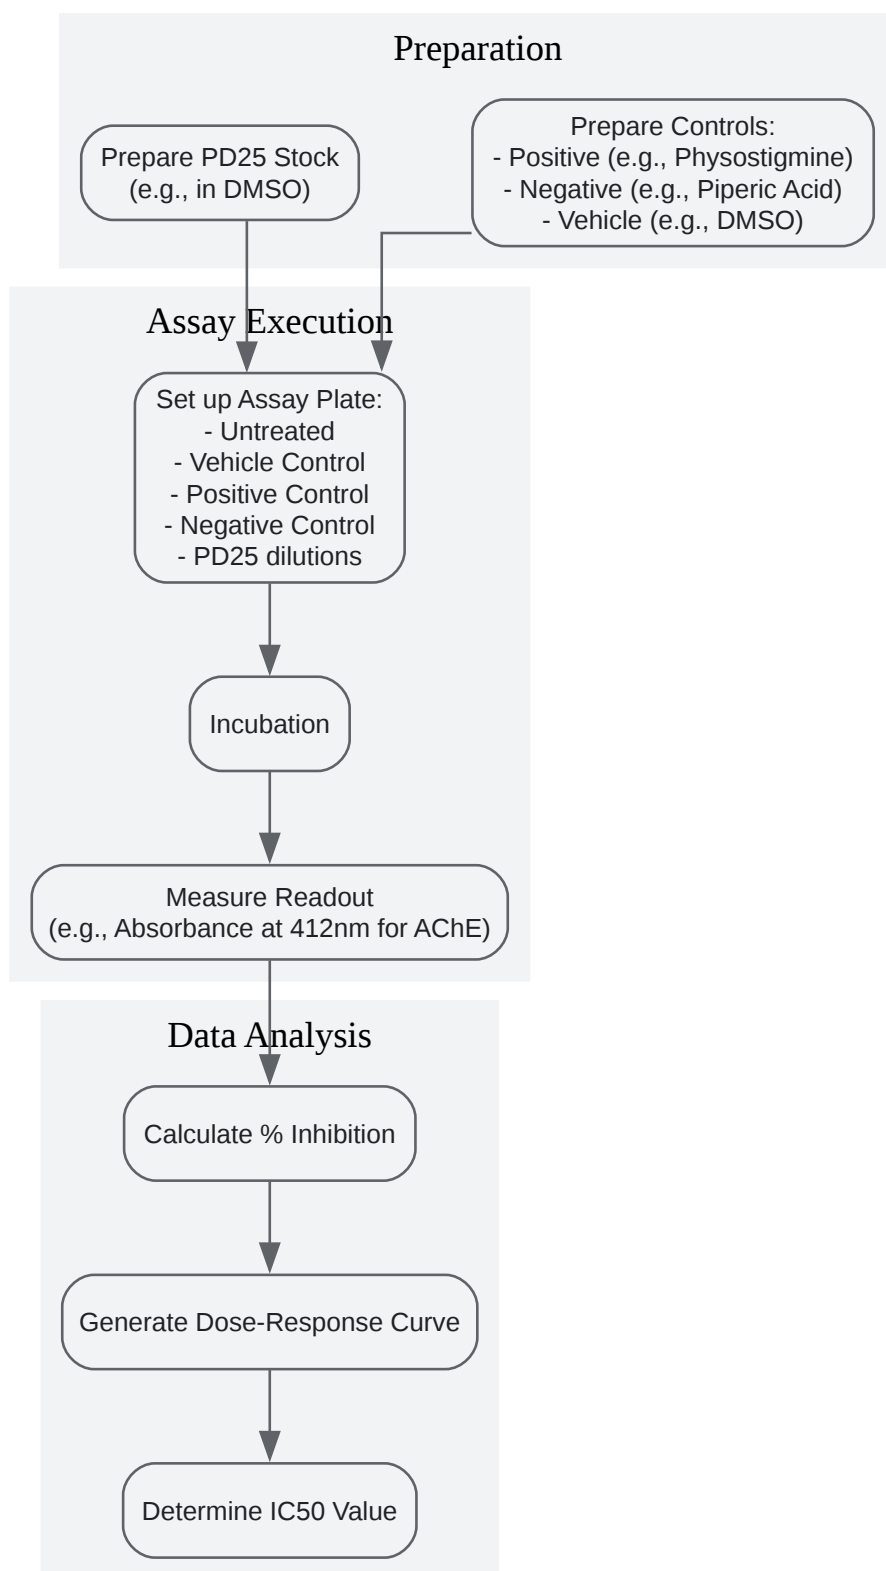 Preparation
Prepare PD25 Stock
(e.g., in DMSO)
Prepare Controls:
- Positive (e.g., Physostigmine)
- Negative (e.g., Piperic Acid)
- Vehicle (e.g., DMSO)
Assay Execution
Set up Assay Plate:
- Untreated
- Vehicle Control
- Positive Control
- Negative Control
- PD25 dilutions
Incubation
Measure Readout
(e.g., Absorbance at 412nm for AChE)
Data Analysis
Calculate % Inhibition
Generate Dose-Response Curve
Determine IC50 Value